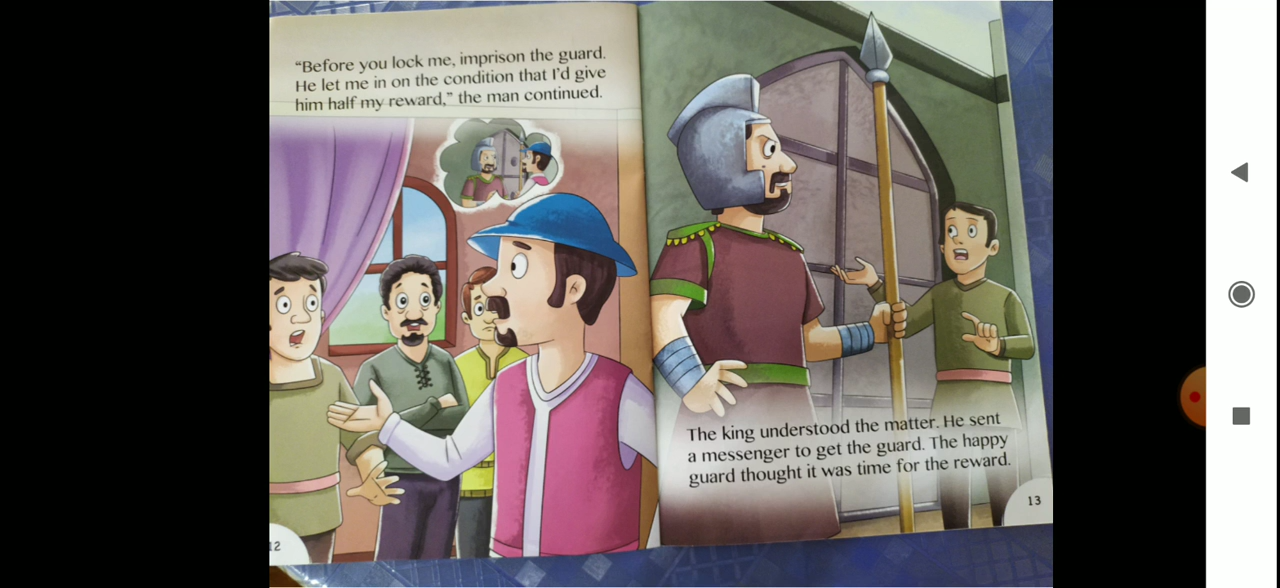 “Before you lock me, imprison the guard.
He let me in on the condition that I’d give
him half my reward,” the man continued.
12
The king understood the matter. He sent
a messenger to get the guard. The happy
guard thought it was time for the reward.
13